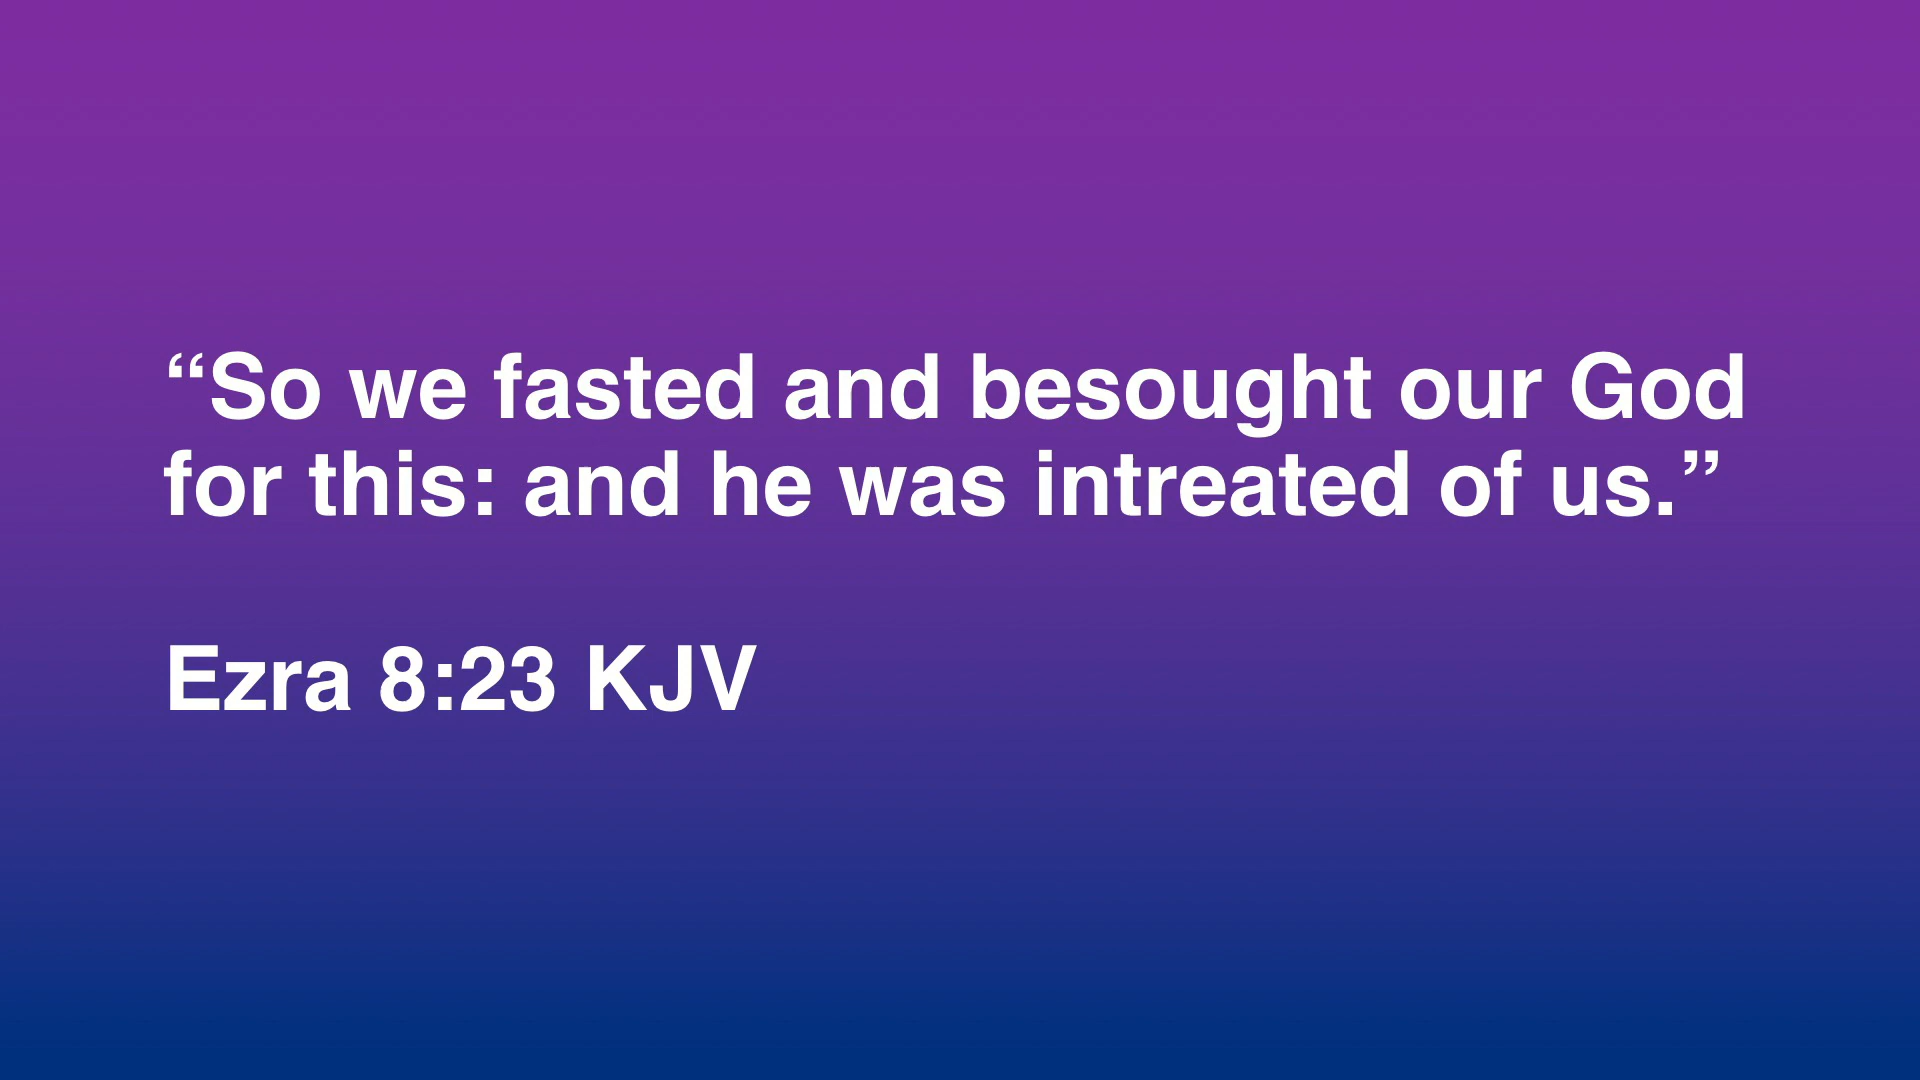 “So we fasted and besought our God
for this: and he was intreated of us.”
Ezra 8:23 KJV